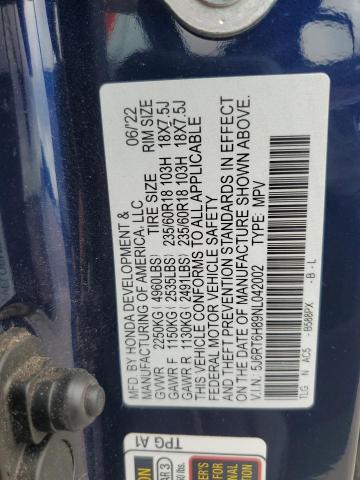 MFD. BY HONDA DEVELOPMENT & 06/'22
MANUFACTURING OF AMERICA, LLC
TIRE SIZE RIM SIZE
GVWR 2250KG (4960LBS)
GAWR F 1150KG (2535LBS) 235/60R18 103H 18X7.5J
GAWR R 1130KG (2491LBS) 235/60R18 103H 18X7.5J
THIS VEHICLE CONFORMS TO ALL APPLICABLE
FEDERAL MOTOR VEHICLE SAFETY
AND THEFT PREVENTION STANDARDS IN EFFECT
ON THE DATE OF MANUFACTURE SHOWN ABOVE.
V.I.N.: 5J6RT6H89NL042002 TYPE: MPV
TLG N AC5 - B588PX - B - L
TPG A1